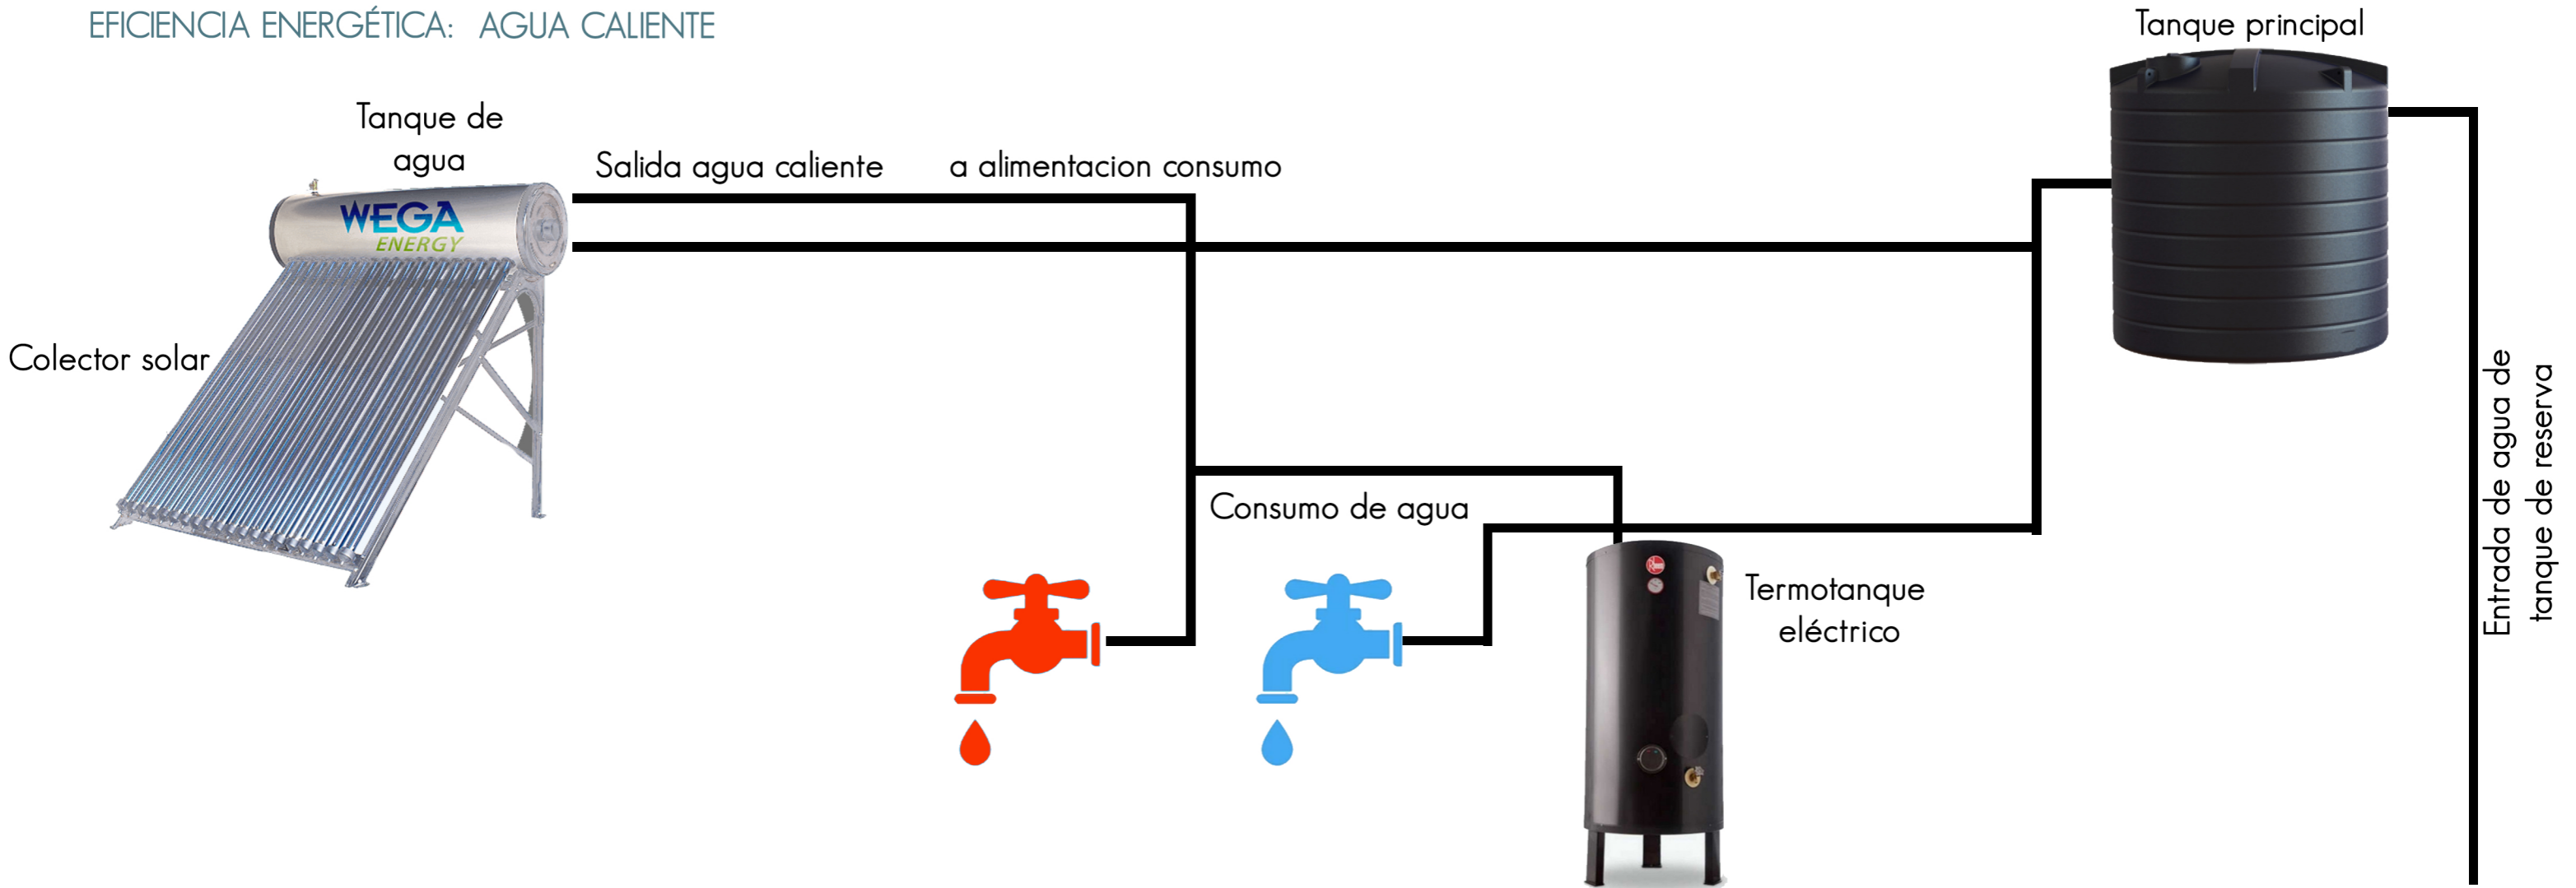 EFICIENCIA ENERGÉTICA: AGUA CALIENTE
Tanque principal
Tanque de
agua
Salida agua caliente
a alimentacion consumo
WEGA
ENERGY
Colector solar
Consumo de agua
Termotanque
eléctrico
Entrada de agua de
tanque de reserva